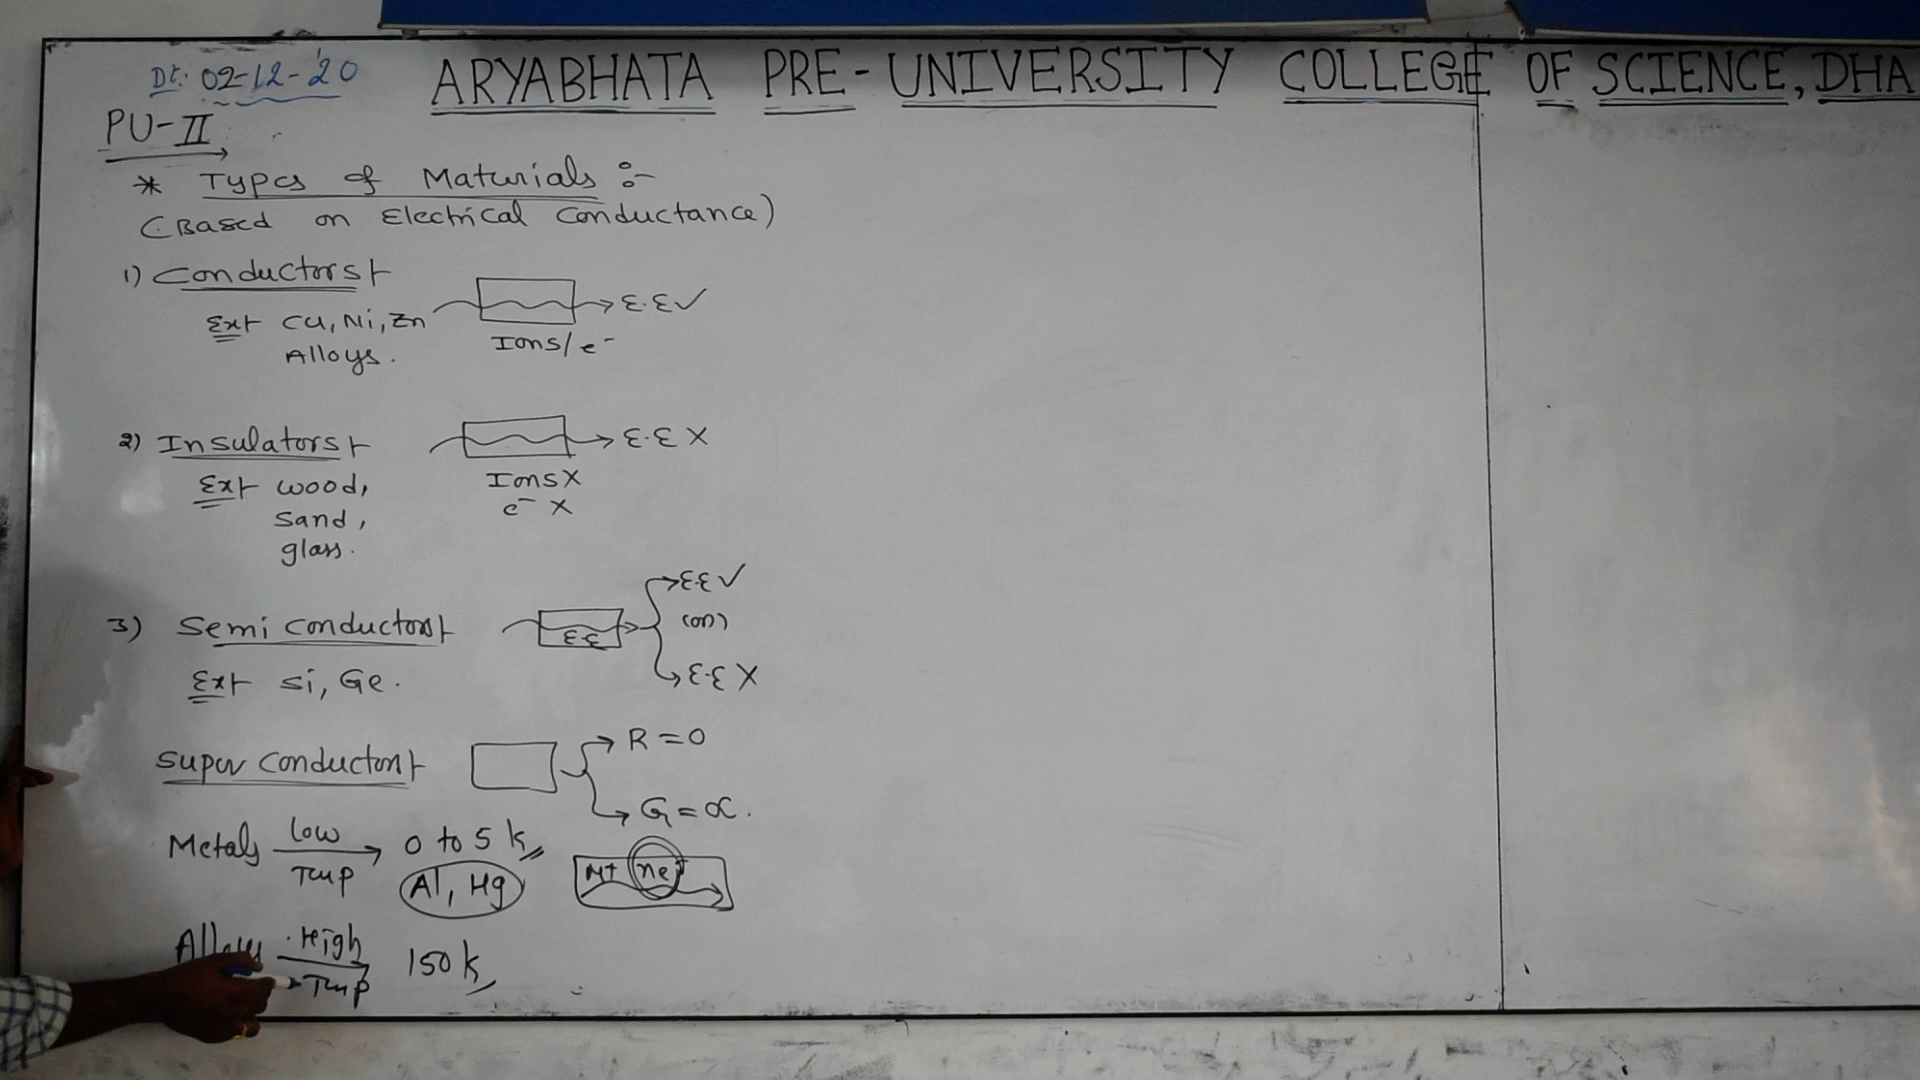 Dt: 02-12-'20
ARYABHATA PRE-UNIVERSITY COLLEGE OF SCIENCE, DHA
PU-II
* Types of Materials :-
(Based on Electrical Conductance)
1) Conductors:-
E.E ✓
Ex:- Cu, Ni, Zn
Alloys.
Ions/e⁻
2) Insulators:-
E.E X
Ex:- wood,
Sand,
glass.
Ions X
e⁻ X
3) Semi conductors:-
E.E
E.E ✓
(or)
E.E X
Ex:- Si, Ge.
Super conductors:-
R = 0
G = ∝.
Metals Low Temp → 0 to 5 K
Al, Hg
M+ ne⁻
Alloys High Temp → 150 K